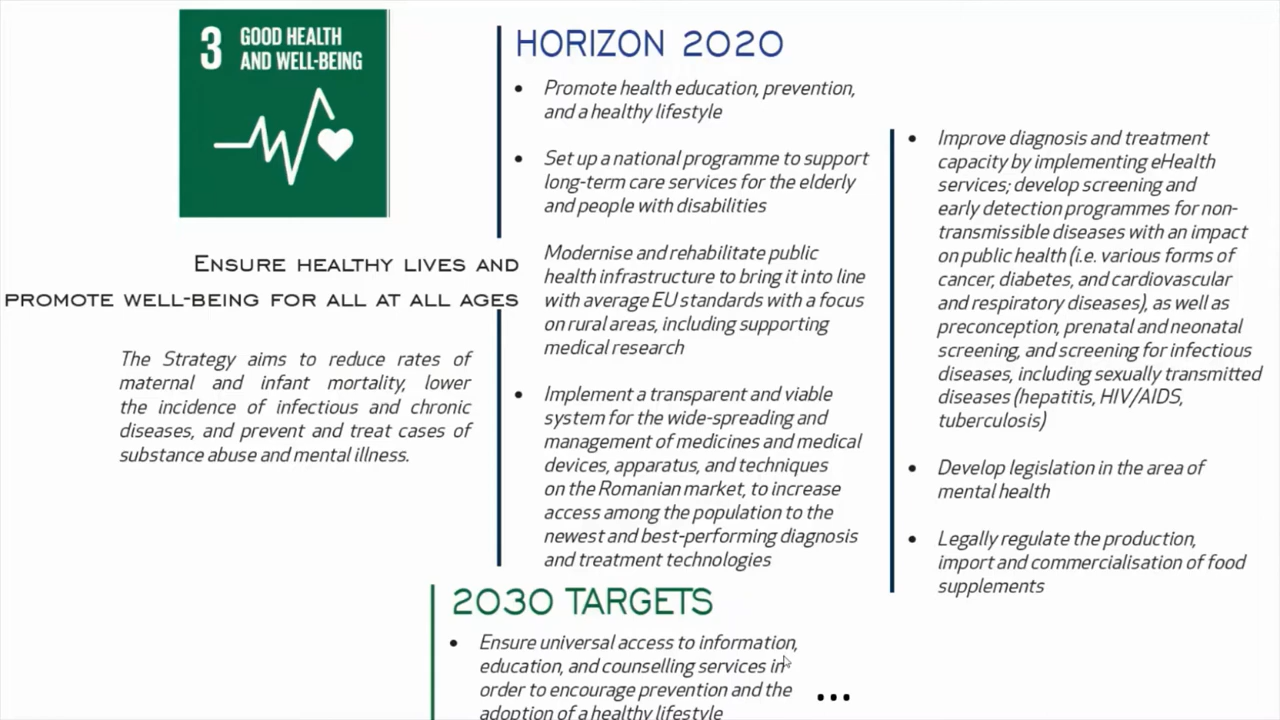 3 GOOD HEALTH
AND WELL-BEING
ENSURE HEALTHY LIVES AND
PROMOTE WELL-BEING FOR ALL AT ALL AGES
The Strategy aims to reduce rates of
maternal and infant mortality, lower
the incidence of infectious and chronic
diseases, and prevent and treat cases of
substance abuse and mental illness.
HORIZON 2020
• Promote health education, prevention,
and a healthy lifestyle
• Set up a national programme to support
long-term care services for the elderly
and people with disabilities
Modernise and rehabilitate public
health infrastructure to bring it into line
with average EU standards with a focus
on rural areas, including supporting
medical research
• Implement a transparent and viable
system for the wide-spreading and
management of medicines and medical
devices, apparatus, and techniques
on the Romanian market, to increase
access among the population to the
newest and best-performing diagnosis
and treatment technologies
• Improve diagnosis and treatment
capacity by implementing eHealth
services; develop screening and
early detection programmes for non-
transmissible diseases with an impact
on public health (i.e. various forms of
cancer, diabetes, and cardiovascular
and respiratory diseases), as well as
preconception, prenatal and neonatal
screening, and screening for infectious
diseases, including sexually transmitted
diseases (hepatitis, HIV/AIDS,
tuberculosis)
• Develop legislation in the area of
mental health
• Legally regulate the production,
import and commercialisation of food
supplements
2030 TARGETS
• Ensure universal access to information,
education, and counselling services in
order to encourage prevention and the
adoption of a healthy lifestyle
...